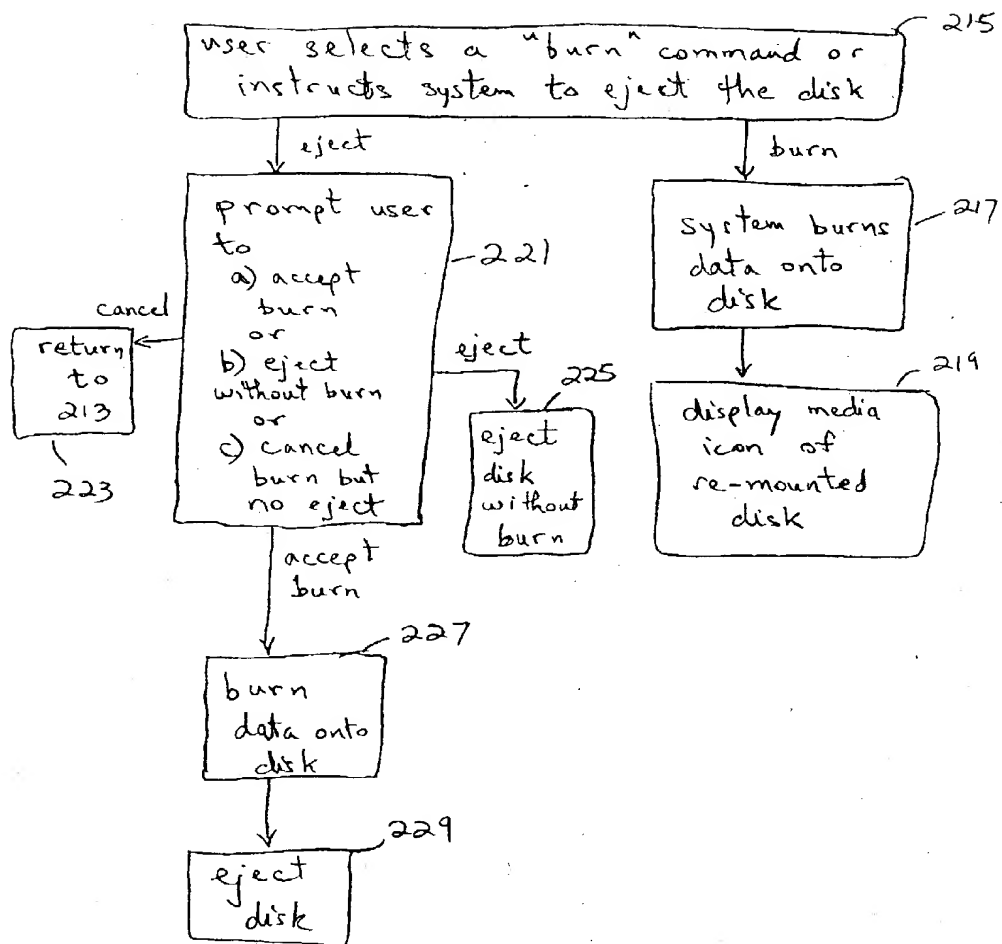 215
user selects a "burn" command or
instructs system to eject the disk
eject
burn
prompt user
to
a) accept
burn
or
b) eject
without burn
or
c) cancel
burn but
no eject
221
system burns
data onto
disk
217
cancel
return
to
213
223
eject
225
eject
disk
without
burn
219
display media
icon of
re-mounted
disk
accept
burn
227
burn
data onto
disk
229
eject
disk